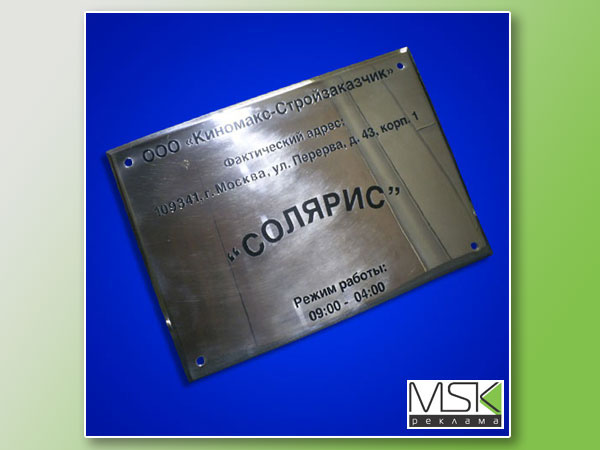 ООО «Киномакс-Стройзаказчик»
Фактический адрес:
109341, г. Москва, ул. Перерва, д. 43, корп. 1
“СОЛЯРИС”
Режим работы:
09:00 - 04:00
MSK
реклама